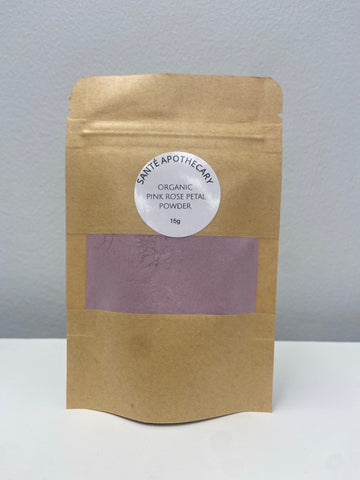 SANTÉ APOTHECARY
ORGANIC
PINK ROSE PETAL
POWDER
15g